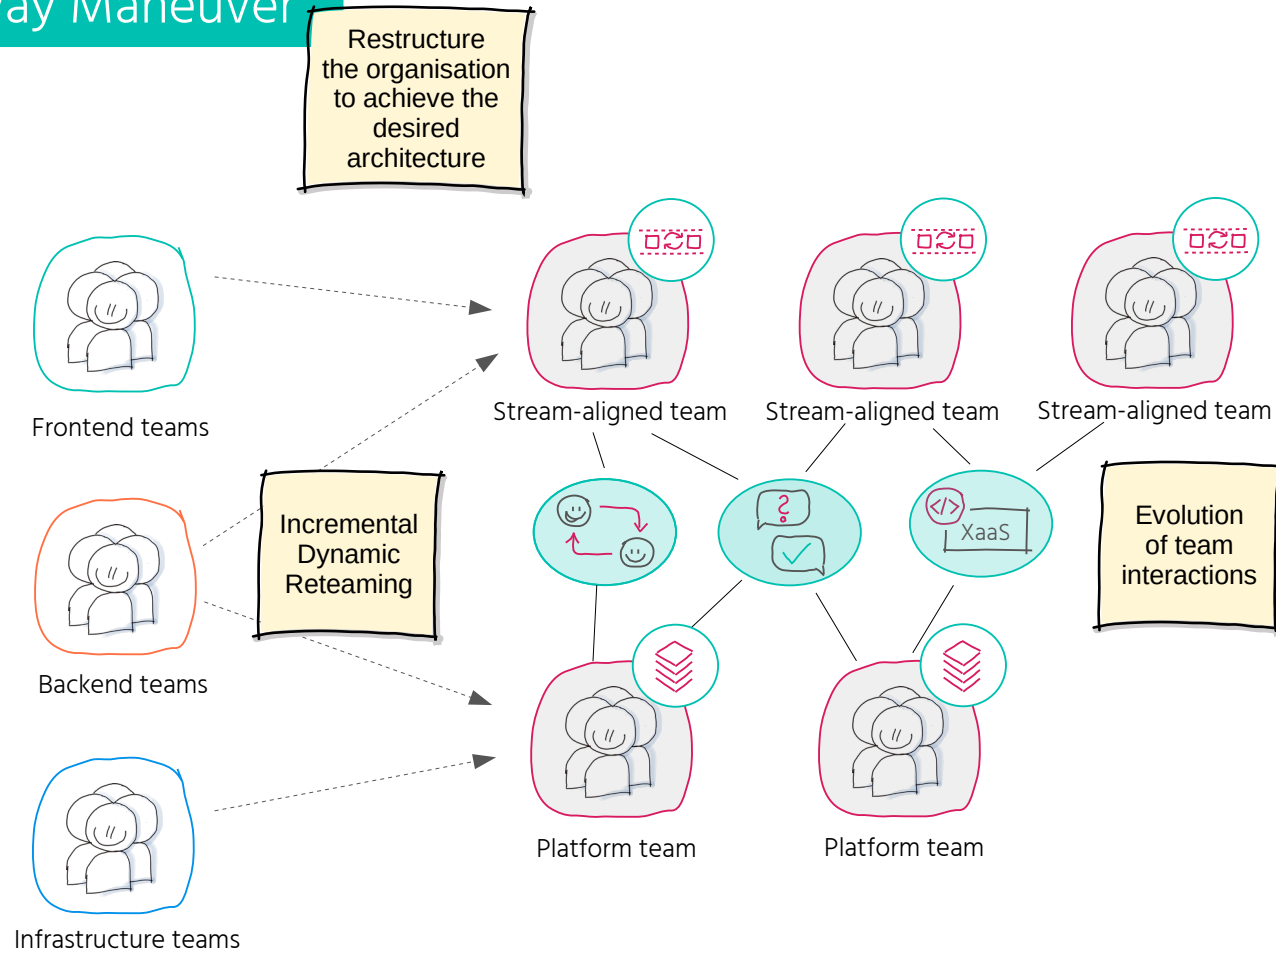 ay Maneuver
Restructure
the organisation
to achieve the
desired
architecture
Frontend teams
Stream-aligned team
Stream-aligned team
Stream-aligned team
Incremental
Dynamic
Reteaming
?
</>
XaaS
Evolution
of team
interactions
Backend teams
Platform team
Platform team
Infrastructure teams